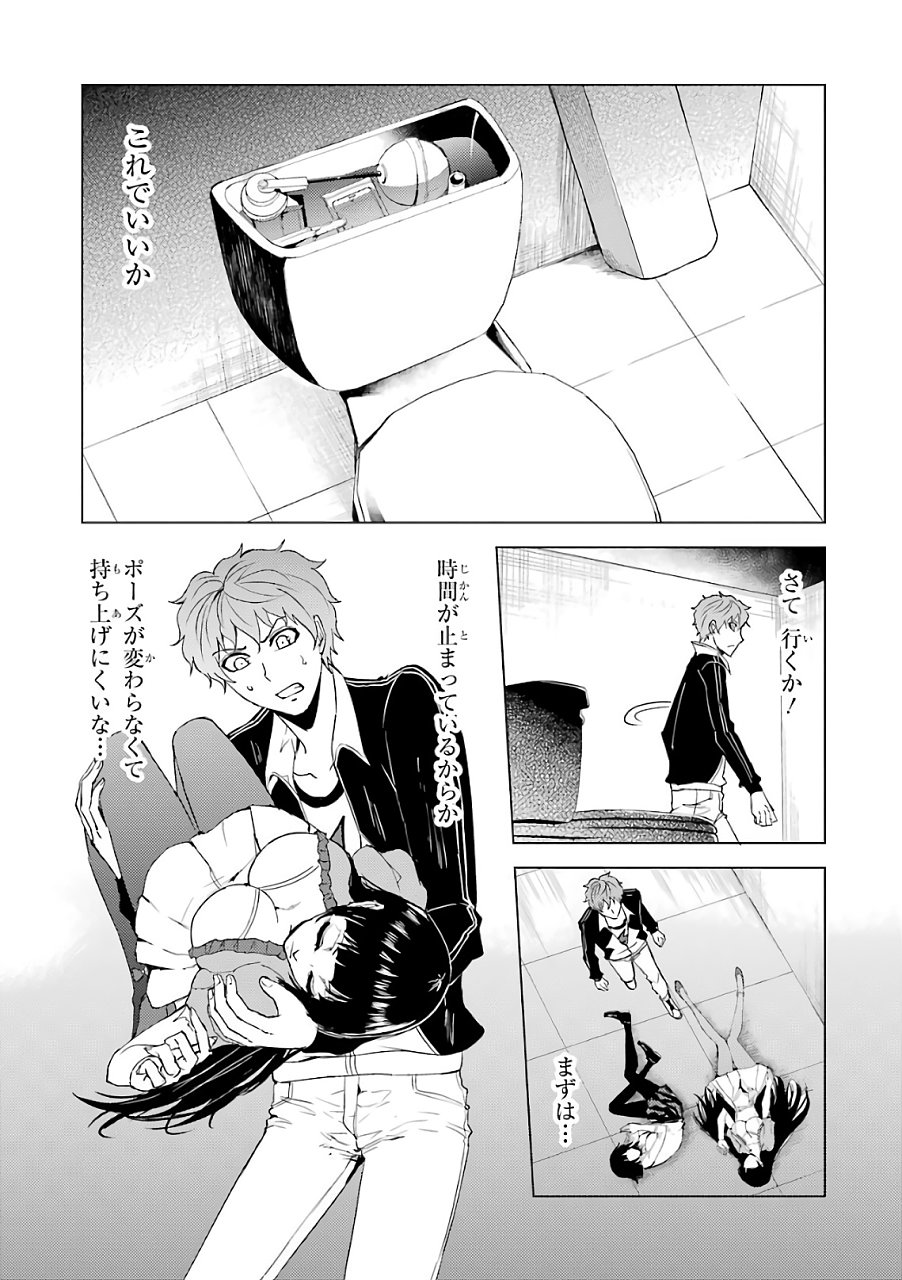 これでいいか
さて 行くか!
まずは…
時間が止まっているからか
ポーズが変わらなくて
持ち上げにくいな…